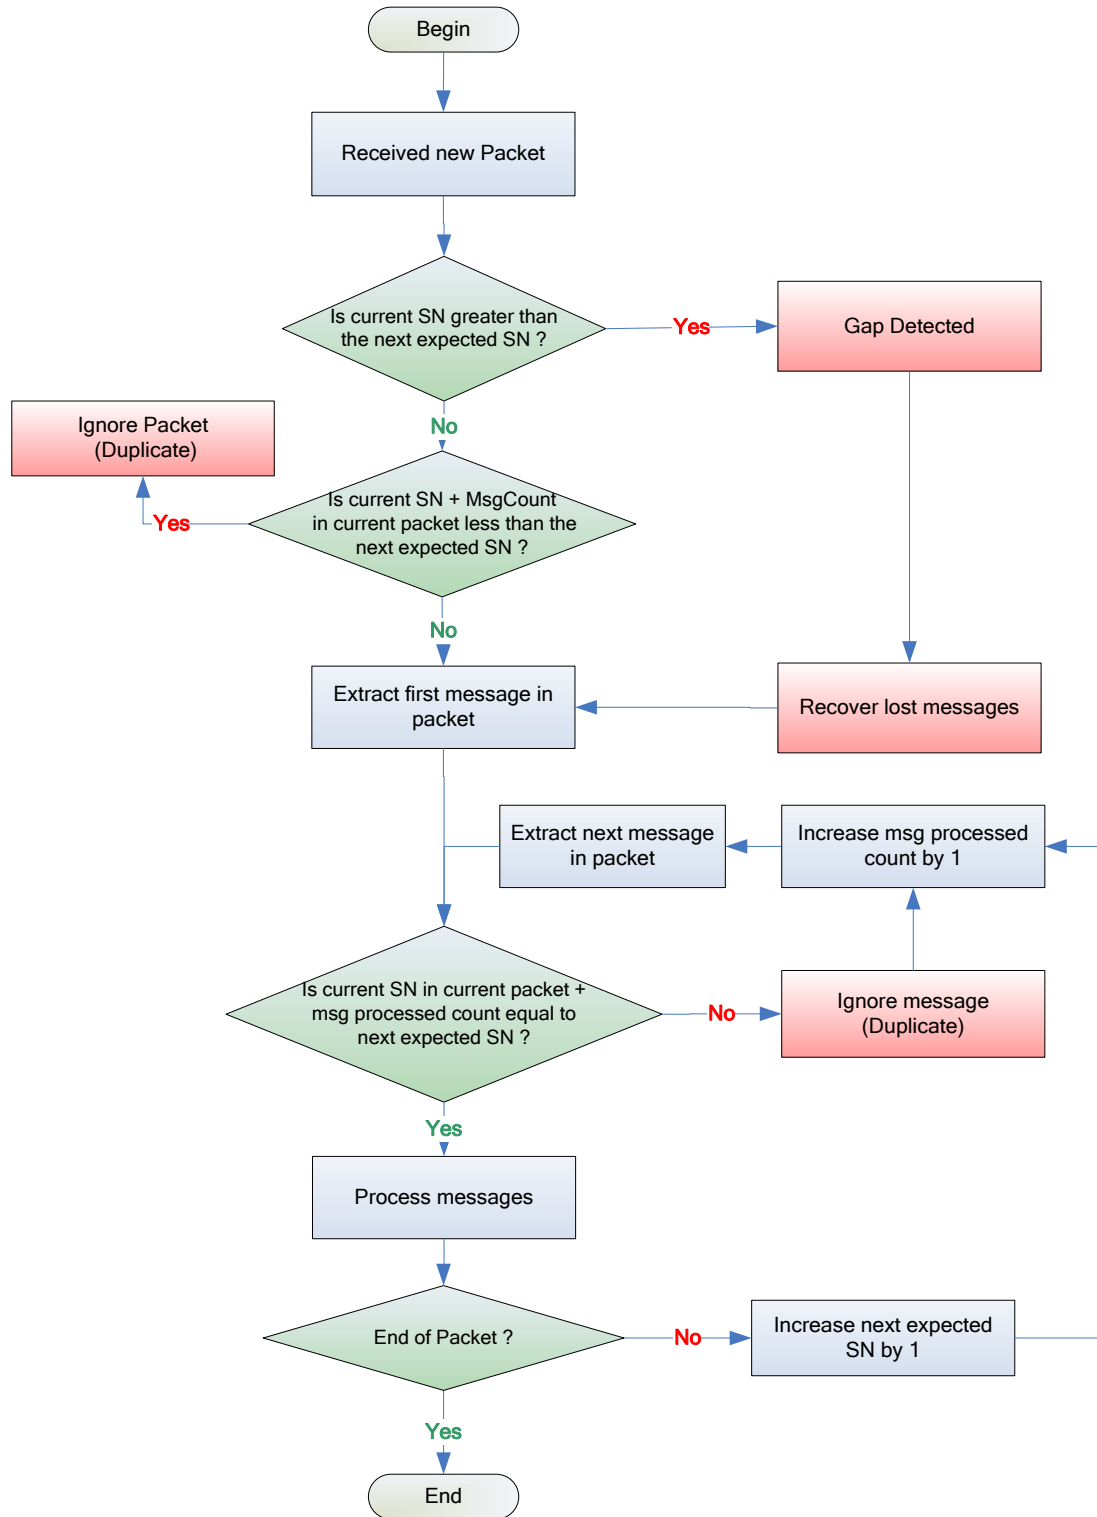 Begin
Received new Packet
Is current SN greater than
the next expected SN ?
Yes
Gap Detected
No
Ignore Packet
(Duplicate)
Yes
Is current SN + MsgCount
in current packet less than the
next expected SN ?
No
Extract first message in
packet
Recover lost messages
Extract next message
in packet
Increase msg processed
count by 1
Is current SN in current packet +
msg processed count equal to
next expected SN ?
No
Ignore message
(Duplicate)
Yes
Process messages
End of Packet ?
No
Increase next expected
SN by 1
Yes
End